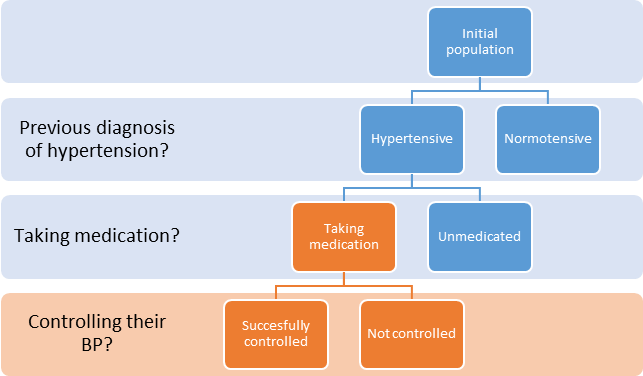 Initial
population
Previous diagnosis
of hypertension?
Hypertensive
Normotensive
Taking medication?
Taking
medication
Unmedicated
Controlling their
BP?
Succesfully
controlled
Not controlled